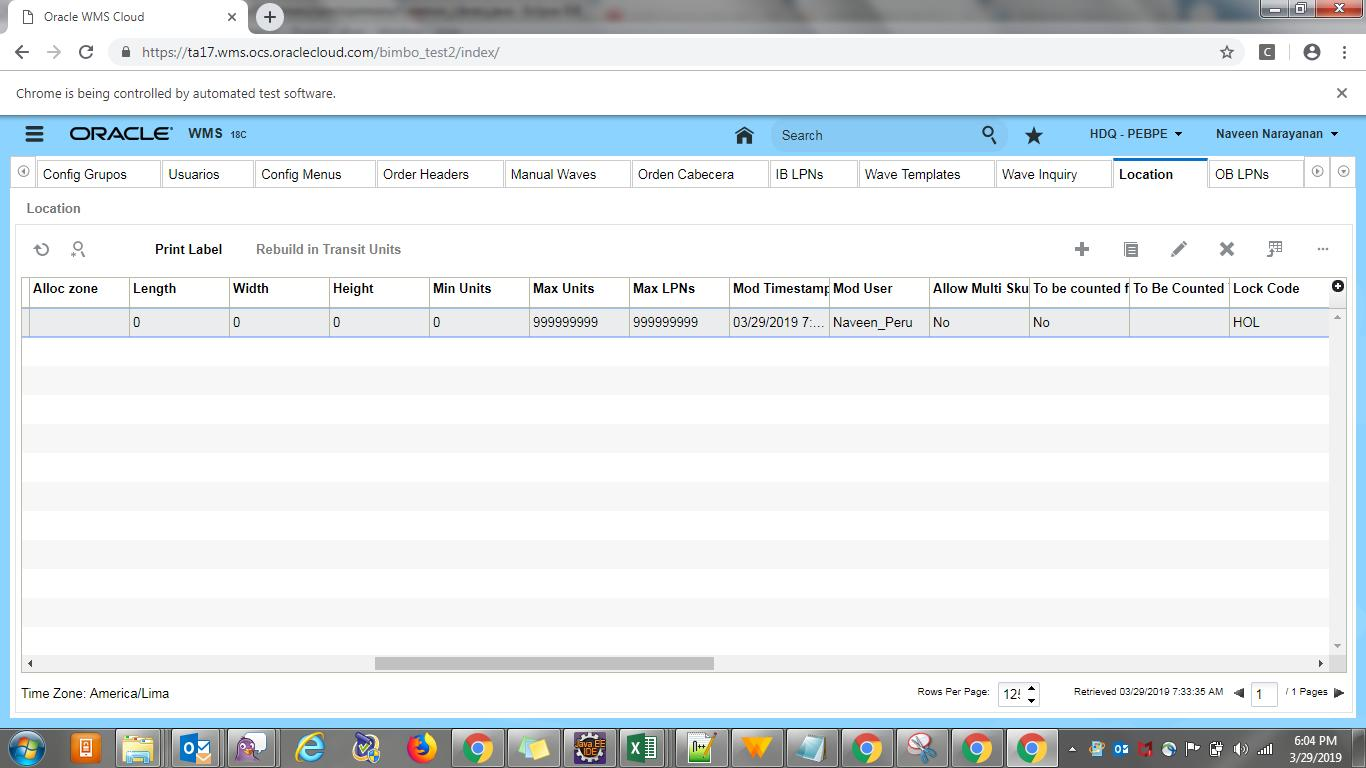 Oracle WMS Cloud
https://ta17.wms.ocs.oraclecloud.com/bimbo_test2/index/
C
Chrome is being controlled by automated test software.
ORACLE WMS 18C Search HDQ - PEBPE Naveen Narayanan
Config Grupos Usuarios Config Menus Order Headers Manual Waves Orden Cabecera IB LPNs Wave Templates Wave Inquiry Location OB LPNs
Location
Print Label Rebuild in Transit Units
Alloc zone Length Width Height Min Units Max Units Max LPNs Mod Timestamp Mod User Allow Multi Sku To be counted f To Be Counted Lock Code
0 0 0 0 999999999 999999999 03/29/2019 7:... Naveen_Peru No No HOL
Time Zone: America/Lima Rows Per Page: 125 Retrieved 03/29/2019 7:33:35 AM 1 / 1 Pages
6:04 PM
3/29/2019